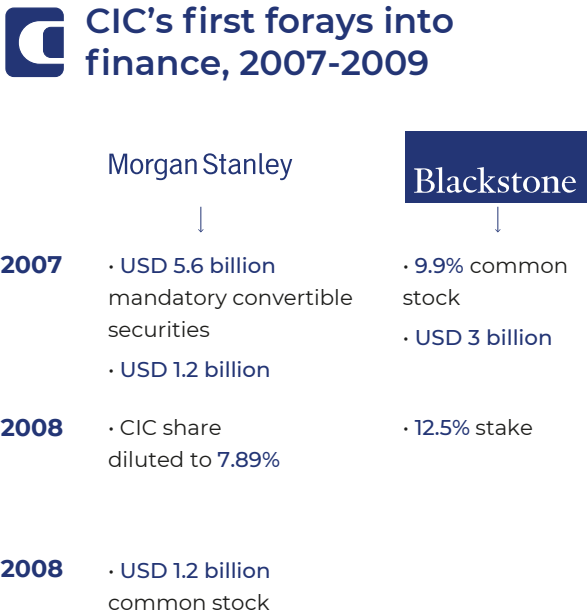 CIC’s first forays into
finance, 2007-2009
Morgan Stanley
Blackstone
2007
· USD 5.6 billion
mandatory convertible
securities
· USD 1.2 billion
· 9.9% common
stock
· USD 3 billion
2008
· CIC share
diluted to 7.89%
· 12.5% stake
2008
· USD 1.2 billion
common stock